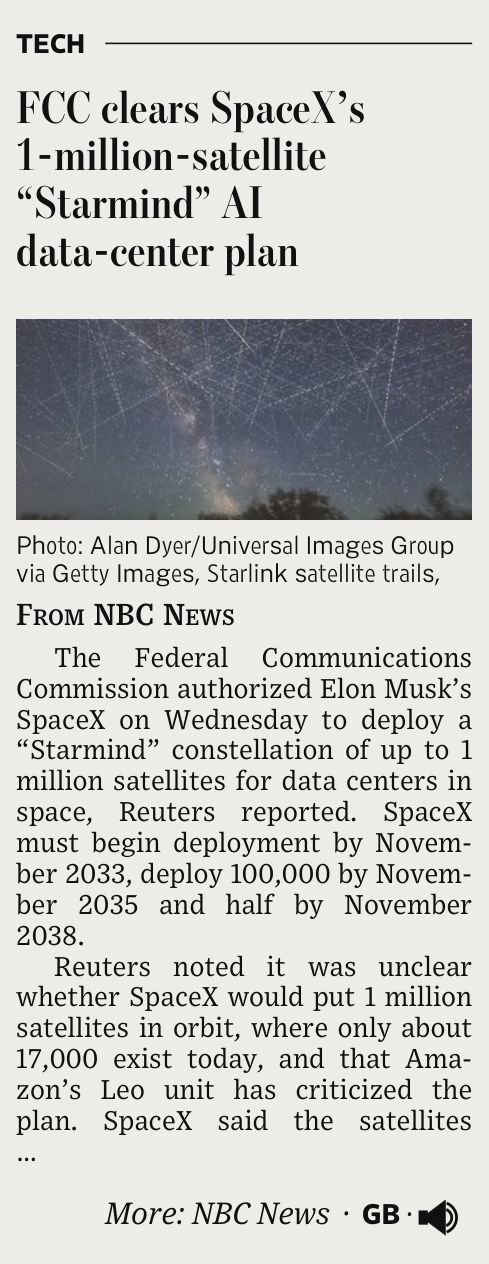 TECH
FCC clears SpaceX’s
1-million-satellite
“Starmind” AI
data-center plan
Photo: Alan Dyer/Universal Images Group
via Getty Images, Starlink satellite trails,
From NBC News
The Federal Communications
Commission authorized Elon Musk’s
SpaceX on Wednesday to deploy a
“Starmind” constellation of up to 1
million satellites for data centers in
space, Reuters reported. SpaceX
must begin deployment by Novem-
ber 2033, deploy 100,000 by Novem-
ber 2035 and half by November
2038.
Reuters noted it was unclear
whether SpaceX would put 1 million
satellites in orbit, where only about
17,000 exist today, and that Ama-
zon’s Leo unit has criticized the
plan. SpaceX said the satellites
...
More: NBC News · GB ·